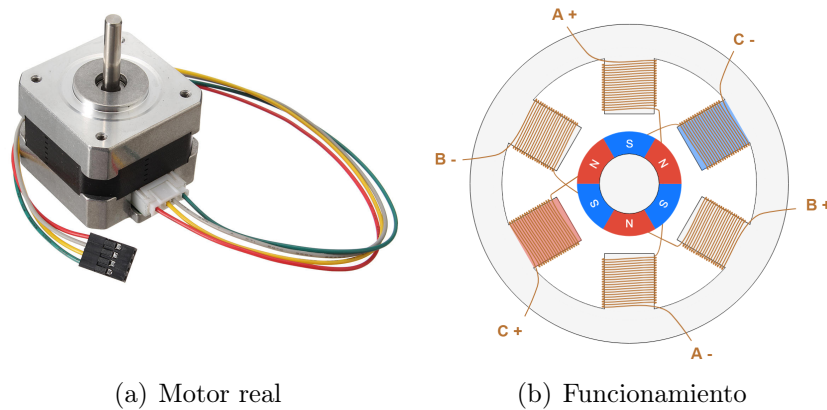 A +
C -
B -
S
N
N
S
S
N
B +
C +
A -
(a) Motor real
(b) Funcionamiento